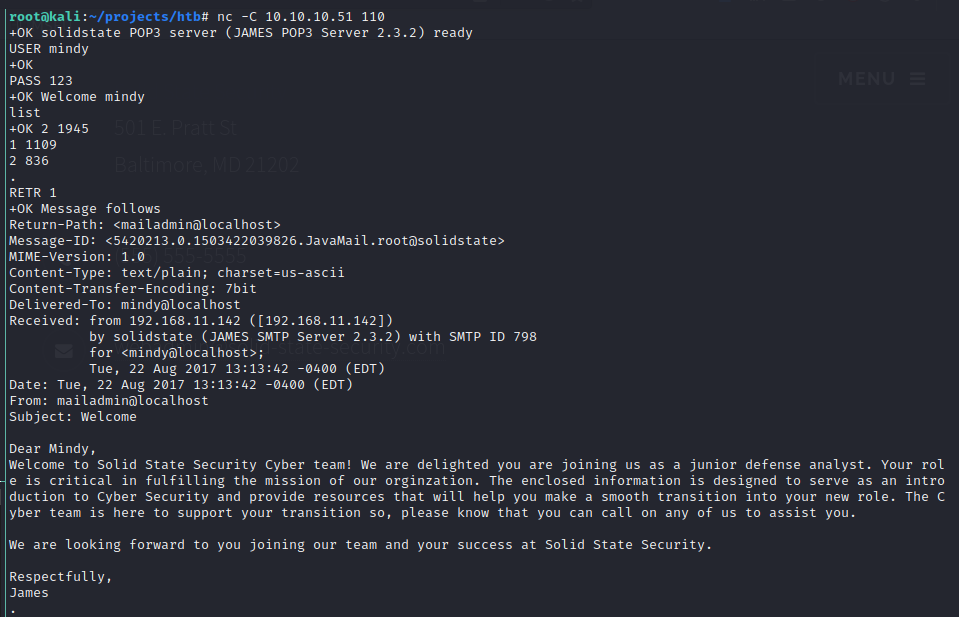 root@kali:~/projects/htb# nc -C 10.10.10.51 110
+OK solidstate POP3 server (JAMES POP3 Server 2.3.2) ready
USER mindy
+OK
PASS 123
+OK Welcome mindy
MENU
list
+OK 2 1945
501 E. Pratt St
1 1109
2 836
Baltimore, MD 21202
.
RETR 1
+OK Message follows
Return-Path: <mailadmin@localhost>
Message-ID: <5420213.0.1503422039826.JavaMail.root@solidstate>
MIME-Version: 1.0
Content-Type: text/plain; charset=us-ascii
Content-Transfer-Encoding: 7bit
Delivered-To: mindy@localhost
Received: from 192.168.11.142 ([192.168.11.142])
          by solidstate (JAMES SMTP Server 2.3.2) with SMTP ID 798
          for <mindy@localhost>;
          Tue, 22 Aug 2017 13:13:42 -0400 (EDT)
Date: Tue, 22 Aug 2017 13:13:42 -0400 (EDT)
From: mailadmin@localhost
Subject: Welcome

Dear Mindy,
Welcome to Solid State Security Cyber team! We are delighted you are joining us as a junior defense analyst. Your rol
e is critical in fulfilling the mission of our orginzation. The enclosed information is designed to serve as an intro
duction to Cyber Security and provide resources that will help you make a smooth transition into your new role. The C
yber team is here to support your transition so, please know that you can call on any of us to assist you.

We are looking forward to you joining our team and your success at Solid State Security.

Respectfully,
James
.